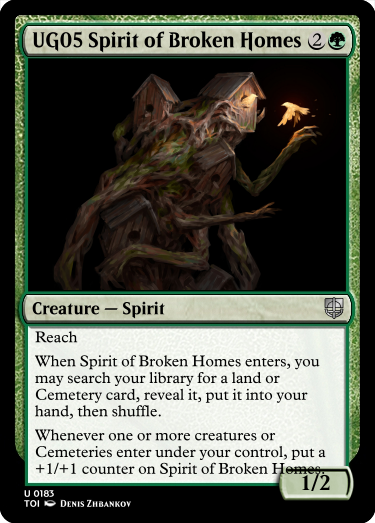 UG05 Spirit of Broken Homes 2
Creature — Spirit
Reach
When Spirit of Broken Homes enters, you
may search your library for a land or
Cemetery card, reveal it, put it into your
hand, then shuffle.
Whenever one or more creatures or
Cemeteries enter under your control, put a
+1/+1 counter on Spirit of Broken Homes.
1/2
U 0183
TOI Denis Zhbankov